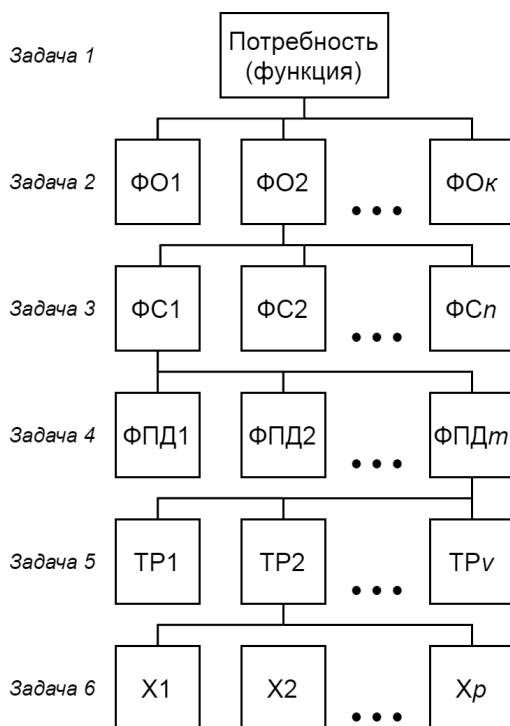 Задача 1
Потребность
(функция)
Задача 2
ФО1
ФО2
• • •
ФОк
Задача 3
ФС1
ФС2
• • •
ФСn
Задача 4
ФПД1
ФПД2
• • •
ФПДm
Задача 5
ТР1
ТР2
• • •
ТРv
Задача 6
Х1
Х2
• • •
Хp